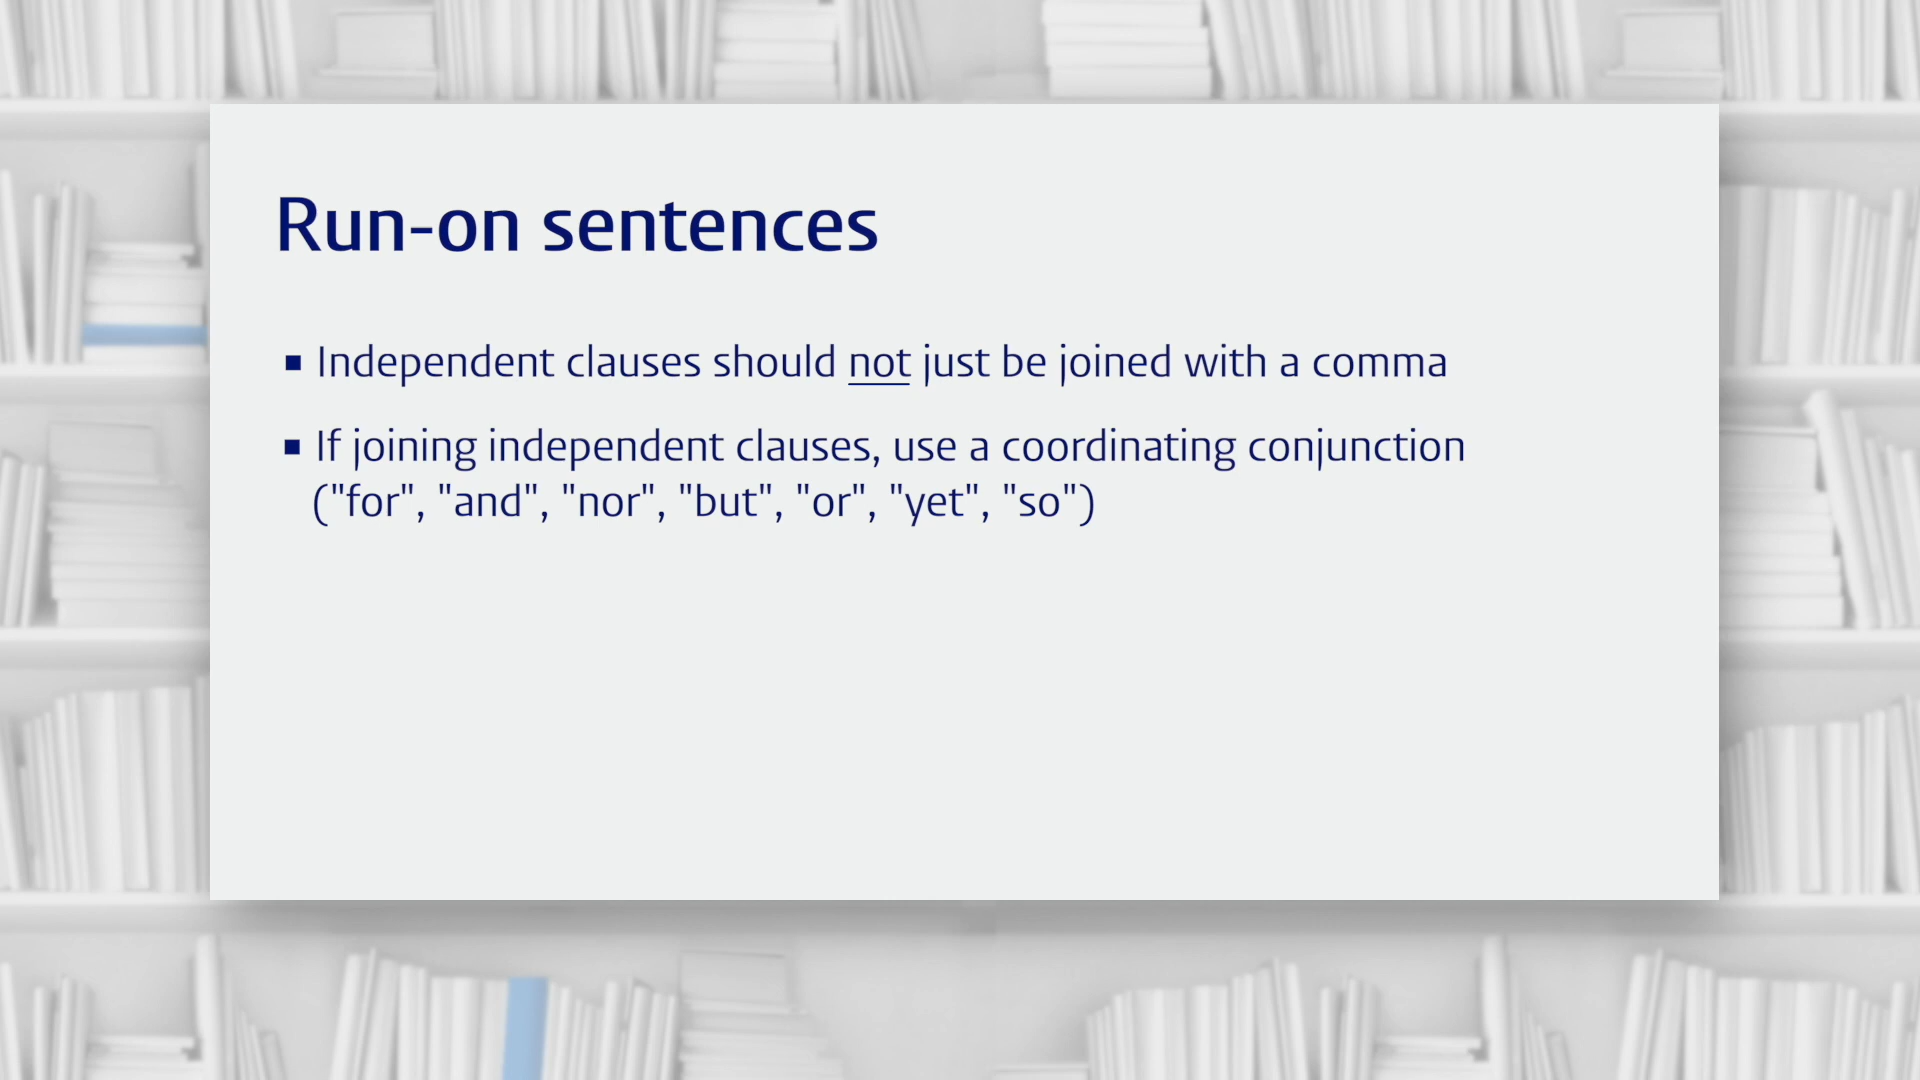 Run-on sentences
▪ Independent clauses should not just be joined with a comma
▪ If joining independent clauses, use a coordinating conjunction
("for", "and", "nor", "but", "or", "yet", "so")